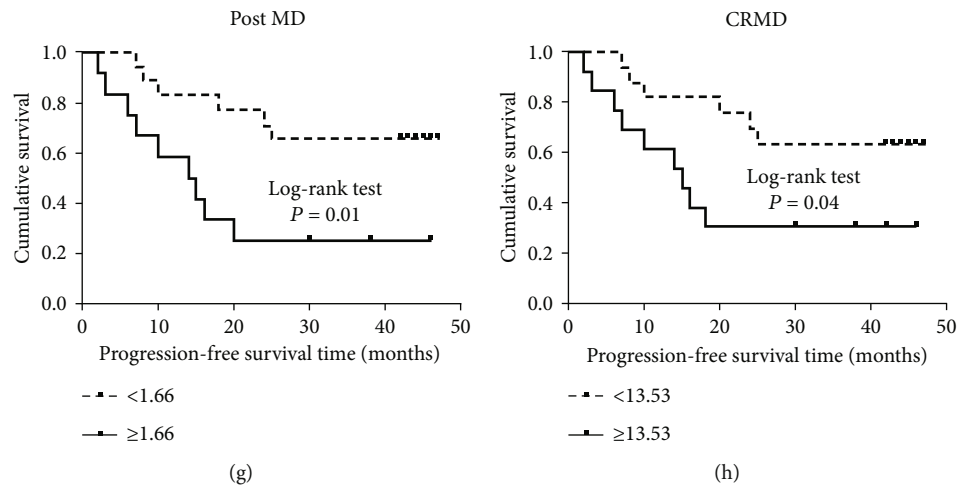 Post MD
1.0
0.8
0.6
0.4
0.2
0.0
Cumulative survival
Log-rank test
P = 0.01
0 10 20 30 40 50
Progression-free survival time (months)
<1.66
≥1.66
(g)
CRMD
1.0
0.8
0.6
0.4
0.2
0.0
Cumulative survival
Log-rank test
P = 0.04
0 10 20 30 40 50
Progression-free survival time (months)
<13.53
≥13.53
(h)